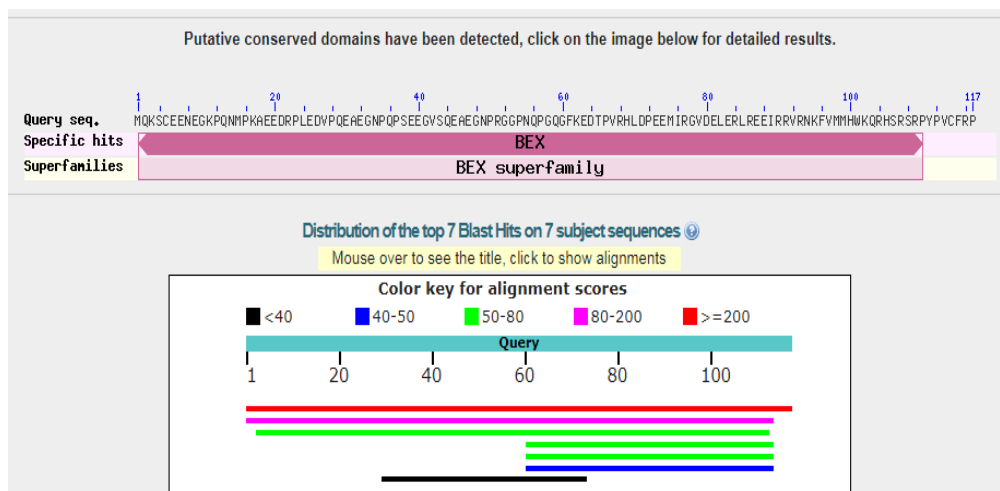 Putative conserved domains have been detected, click on the image below for detailed results.
1 20 40 60 80 100 117
Query seq. MQKSCEENEGKPQNMPKAEEDRPLEDVPQEAEGNPQPSEEGVSQEAEGNPRGGPNQPGQGFKEDTPVRHLDPEEMIRGVDELERLREEIRRVRNKFVMMHWKQRHSRSRPYPVCFRP
Specific hits BEX
Superfamilies BEX superfamily
Distribution of the top 7 Blast Hits on 7 subject sequences ?
Mouse over to see the title, click to show alignments
Color key for alignment scores
<40 40-50 50-80 80-200 >=200
Query
1 20 40 60 80 100